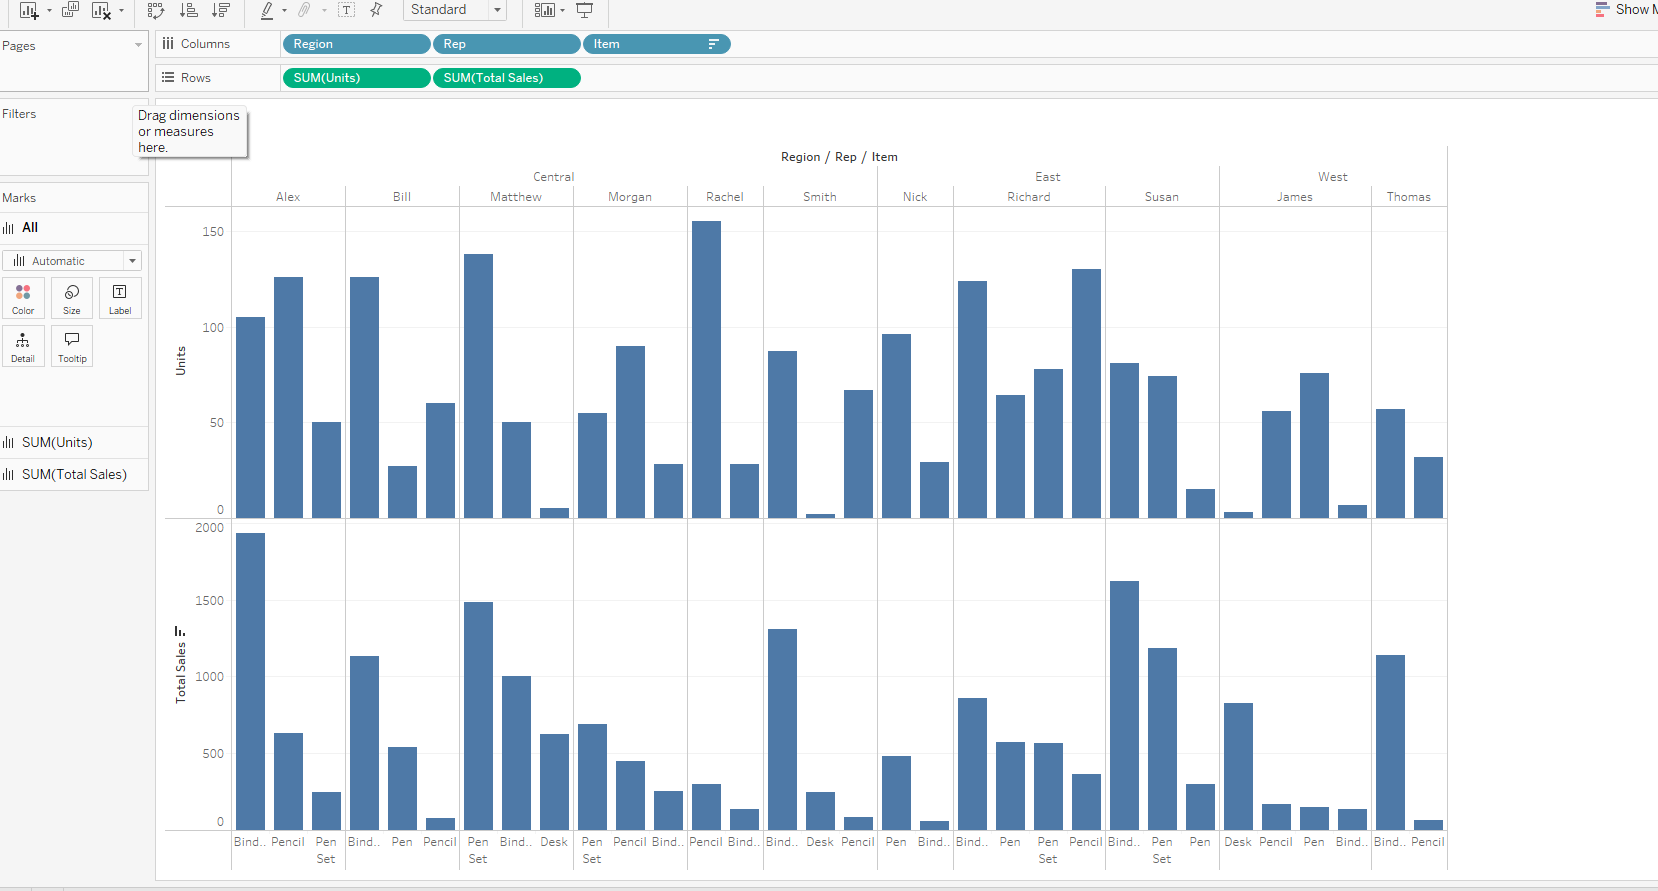 Standard
Show M
Pages
Columns
Region
Rep
Item
Rows
SUM(Units)
SUM(Total Sales)
Filters
Drag dimensions
or measures
here.
Marks
All
Automatic
Color
Size
Label
Detail
Tooltip
SUM(Units)
SUM(Total Sales)
Region / Rep / Item
Central
East
West
Alex
Bill
Matthew
Morgan
Rachel
Smith
Nick
Richard
Susan
James
Thomas
150
100
50
0
Units
2000
1500
1000
500
0
Total Sales
Bind.. Pencil Pen Set
Bind.. Pen Pencil
Pen Set Bind.. Desk
Pen Set Pencil Bind..
Pencil Bind..
Bind.. Desk Pencil
Pen Bind..
Bind.. Pen Pen Set Pencil
Bind.. Pen Set Pen
Desk Pencil Pen Bind..
Bind.. Pencil